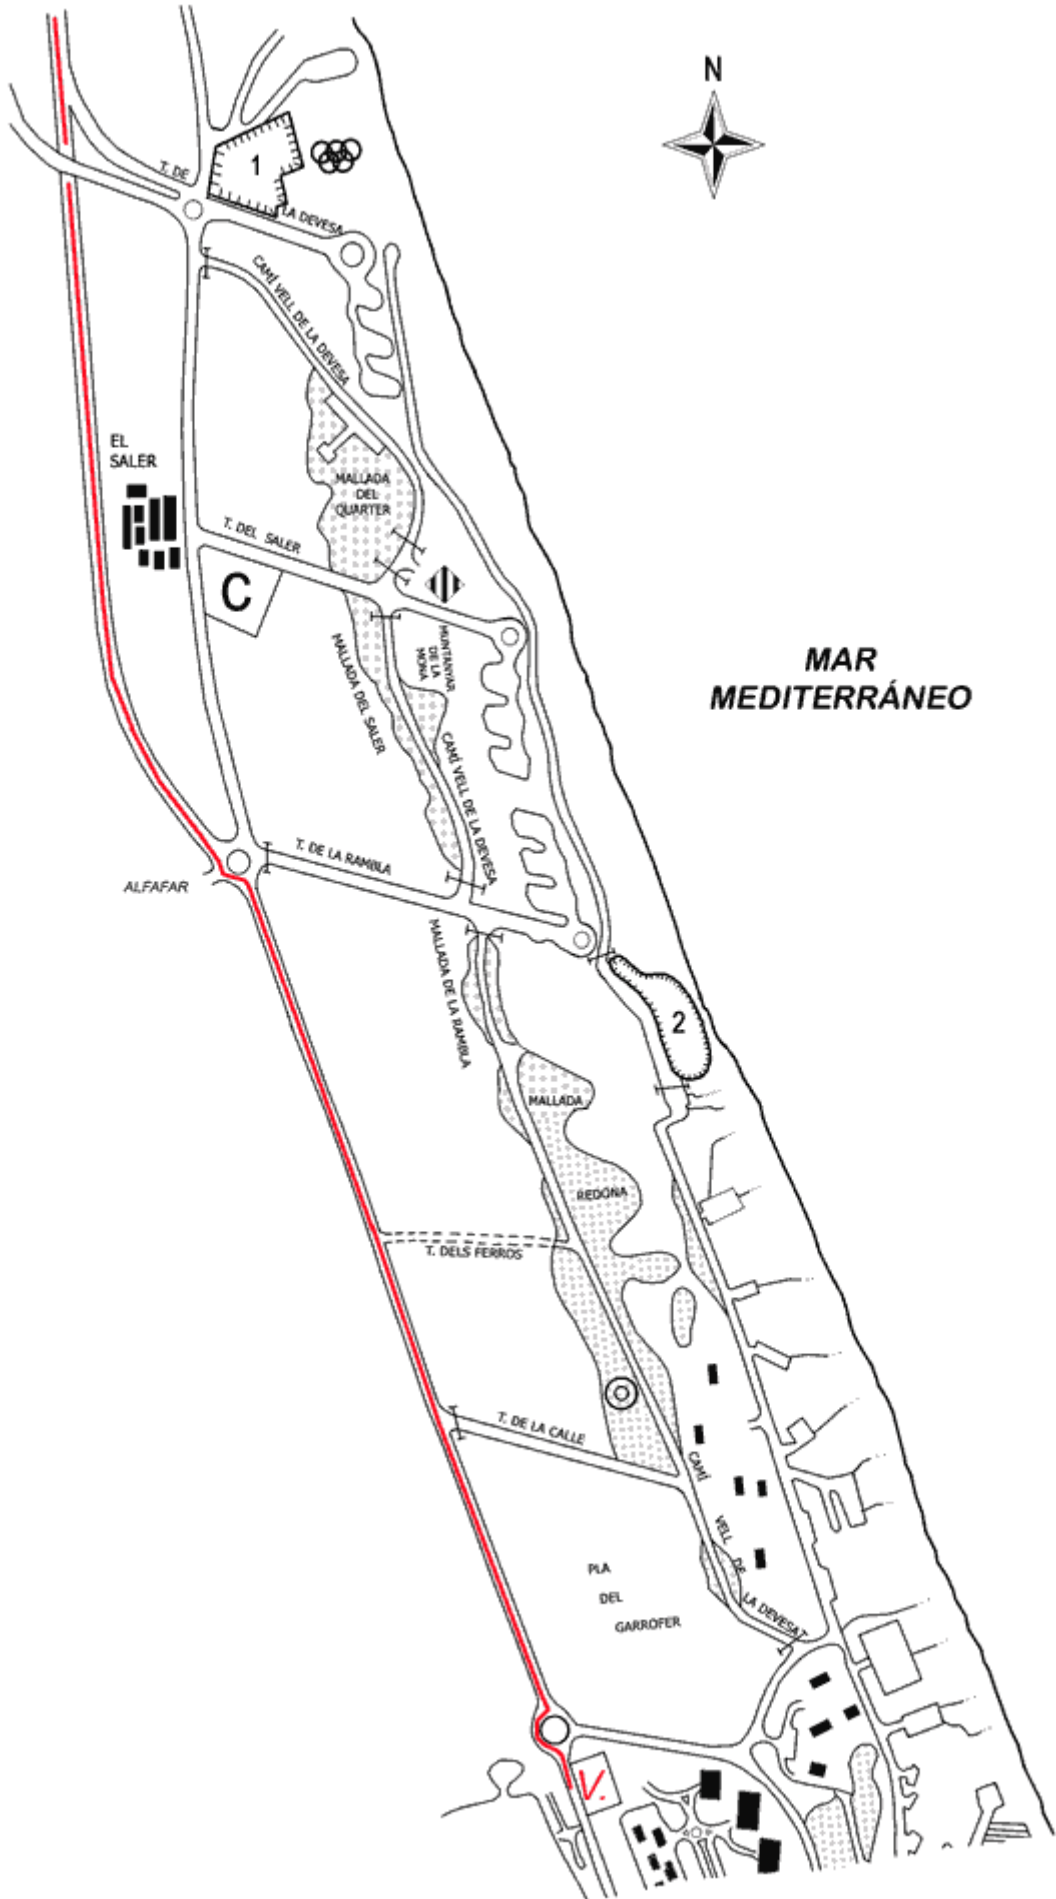 N
1
T. DE
LA DEVESA
CAMÍ VELL DE LA DEVESA
EL
SALER
MALLADA
DEL
QUARTER
T. DEL SALER
C
MUNTANYAR
DE LA
MONA
MALLADA DEL SALER
MAR
MEDITERRÁNEO
CAMÍ VELL DE LA DEVESA
T. DE LA RAMBLA
ALFAFAR
MALLADA DE LA RAMBLA
2
MALLADA
REDONA
T. DELS FERROS
T. DE LA CALLE
CAMÍ
VELL
DE
LA DEVESA
PLA
DEL
GARROFER
V.